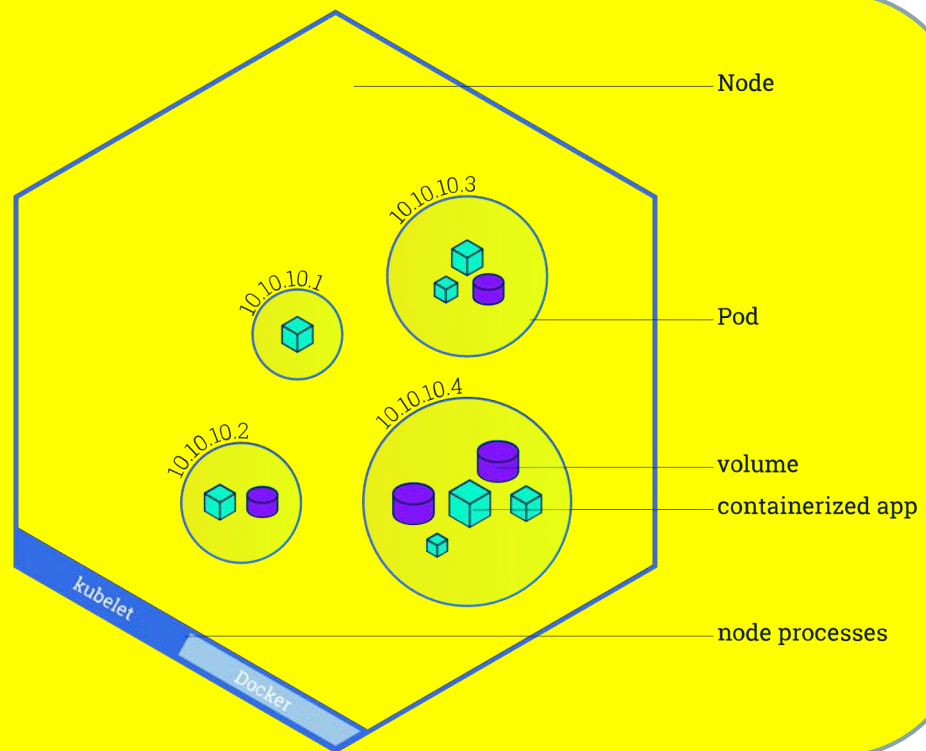 Node
10.10.10.3
10.10.10.1
Pod
10.10.10.4
10.10.10.2
volume
containerized app
kubelet
node processes
Docker